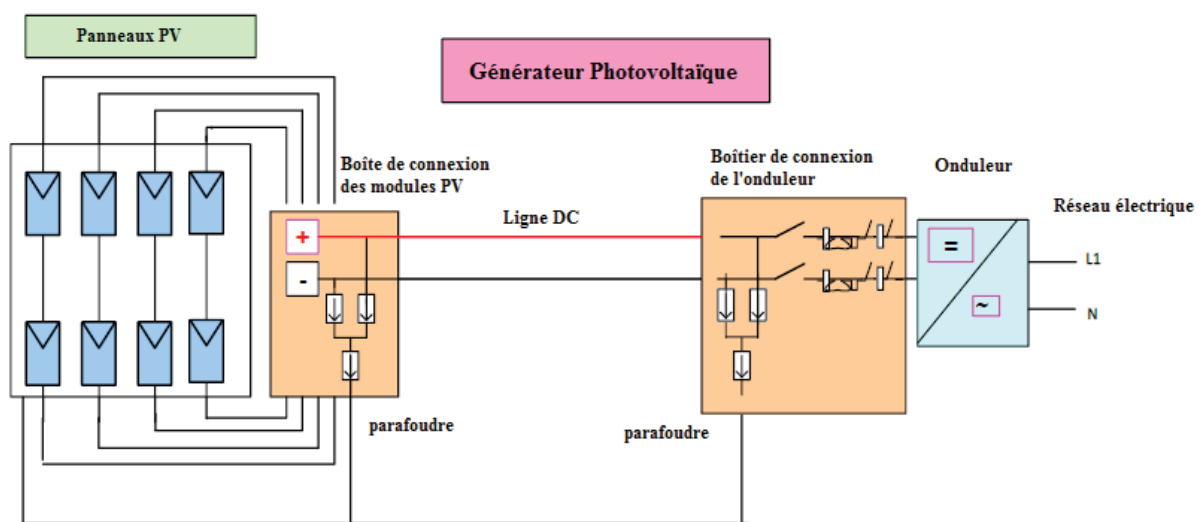 Panneaux PV
Générateur Photovoltaïque
Boîte de connexion
des modules PV
Ligne DC
Boîtier de connexion
de l'onduleur
Onduleur
Réseau électrique
+
-
=
~
L1
N
parafoudre
parafoudre